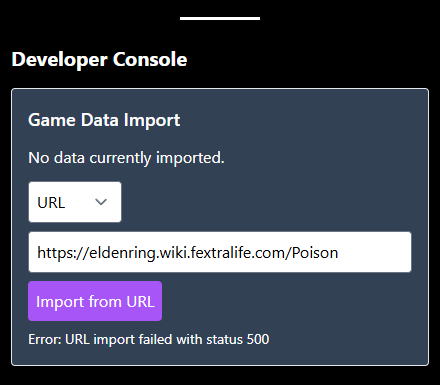 Developer Console
Game Data Import
No data currently imported.
URL
https://eldenring.wiki.fextralife.com/Poison
Import from URL
Error: URL import failed with status 500